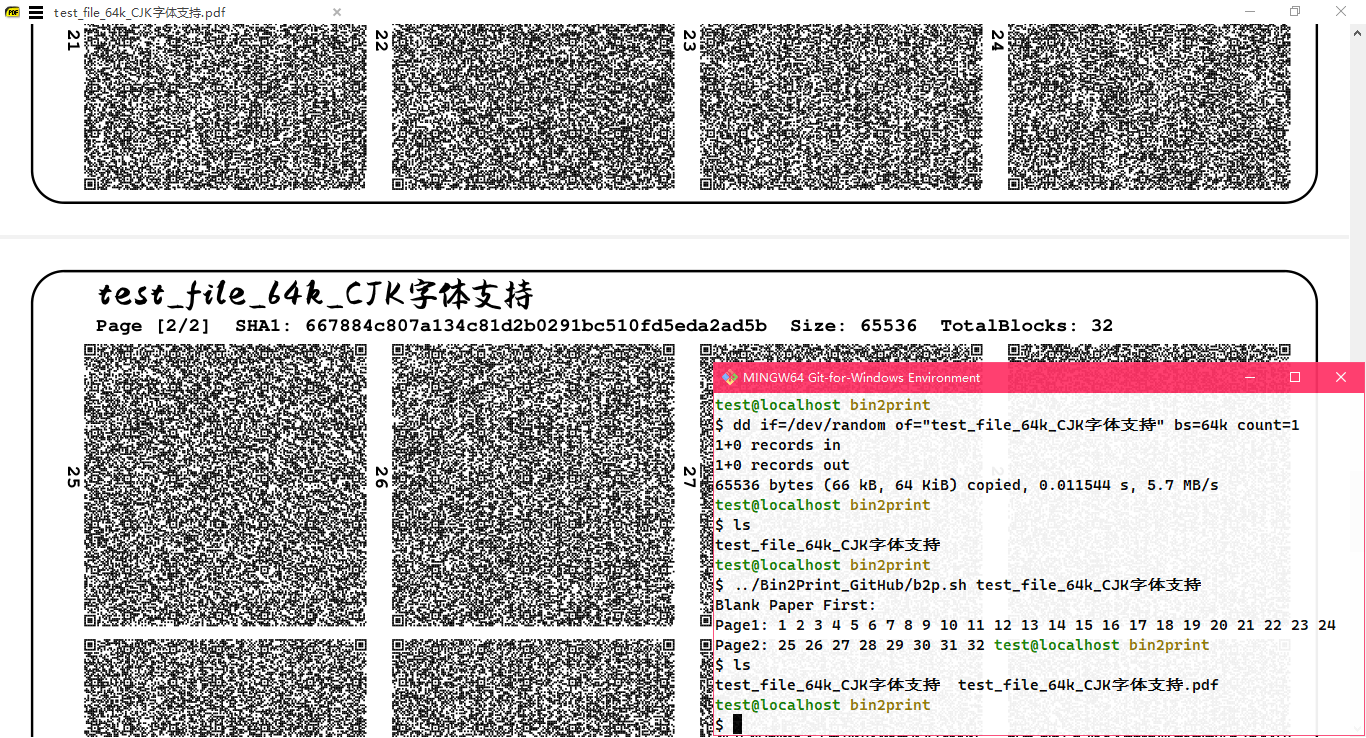 PDF
test_file_64k_CJK字体支持.pdf
21
22
23
24
test_file_64k_CJK字体支持
Page [2/2] SHA1: 667884c807a134c81d2b0291bc510fd5eda2ad5b Size: 65536 TotalBlocks: 32
25
26
27
MINGW64 Git-for-Windows Environment
test@localhost bin2print
$ dd if=/dev/random of="test_file_64k_CJK字体支持" bs=64k count=1
1+0 records in
1+0 records out
65536 bytes (66 kB, 64 KiB) copied, 0.011544 s, 5.7 MB/s
test@localhost bin2print
$ ls
test_file_64k_CJK字体支持
test@localhost bin2print
$ ../Bin2Print_GitHub/b2p.sh test_file_64k_CJK字体支持
Blank Paper First:
Page1: 1 2 3 4 5 6 7 8 9 10 11 12 13 14 15 16 17 18 19 20 21 22 23 24
Page2: 25 26 27 28 29 30 31 32 test@localhost bin2print
$ ls
test_file_64k_CJK字体支持  test_file_64k_CJK字体支持.pdf
test@localhost bin2print
$